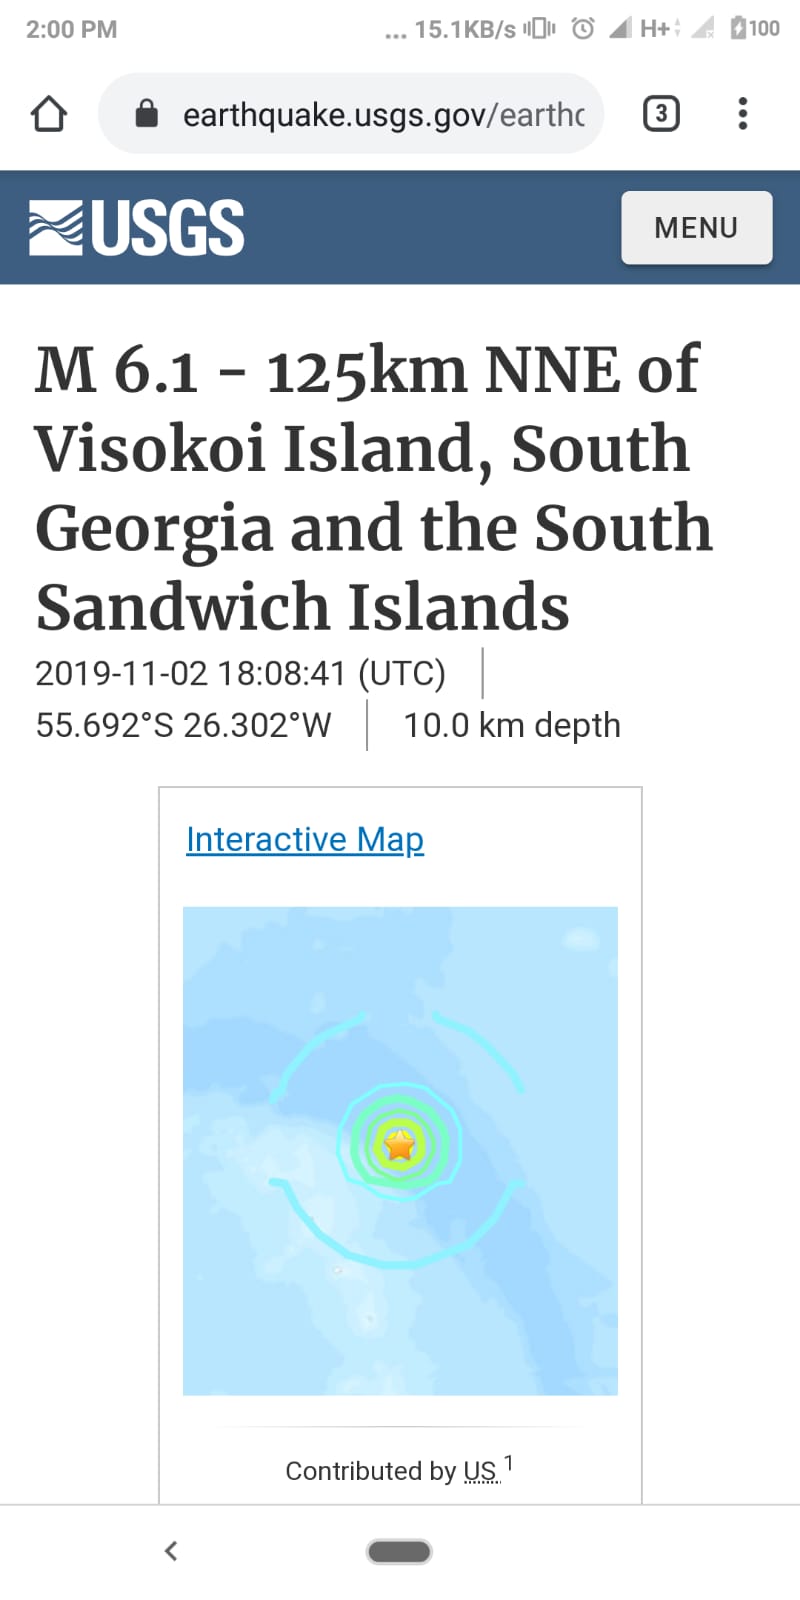 2:00 PM ... 15.1KB/s H+ 100
earthquake.usgs.gov/earthc 3
USGS MENU
M 6.1 - 125km NNE of
Visokoi Island, South
Georgia and the South
Sandwich Islands
2019-11-02 18:08:41 (UTC)
55.692°S 26.302°W 10.0 km depth
Interactive Map
Contributed by US 1